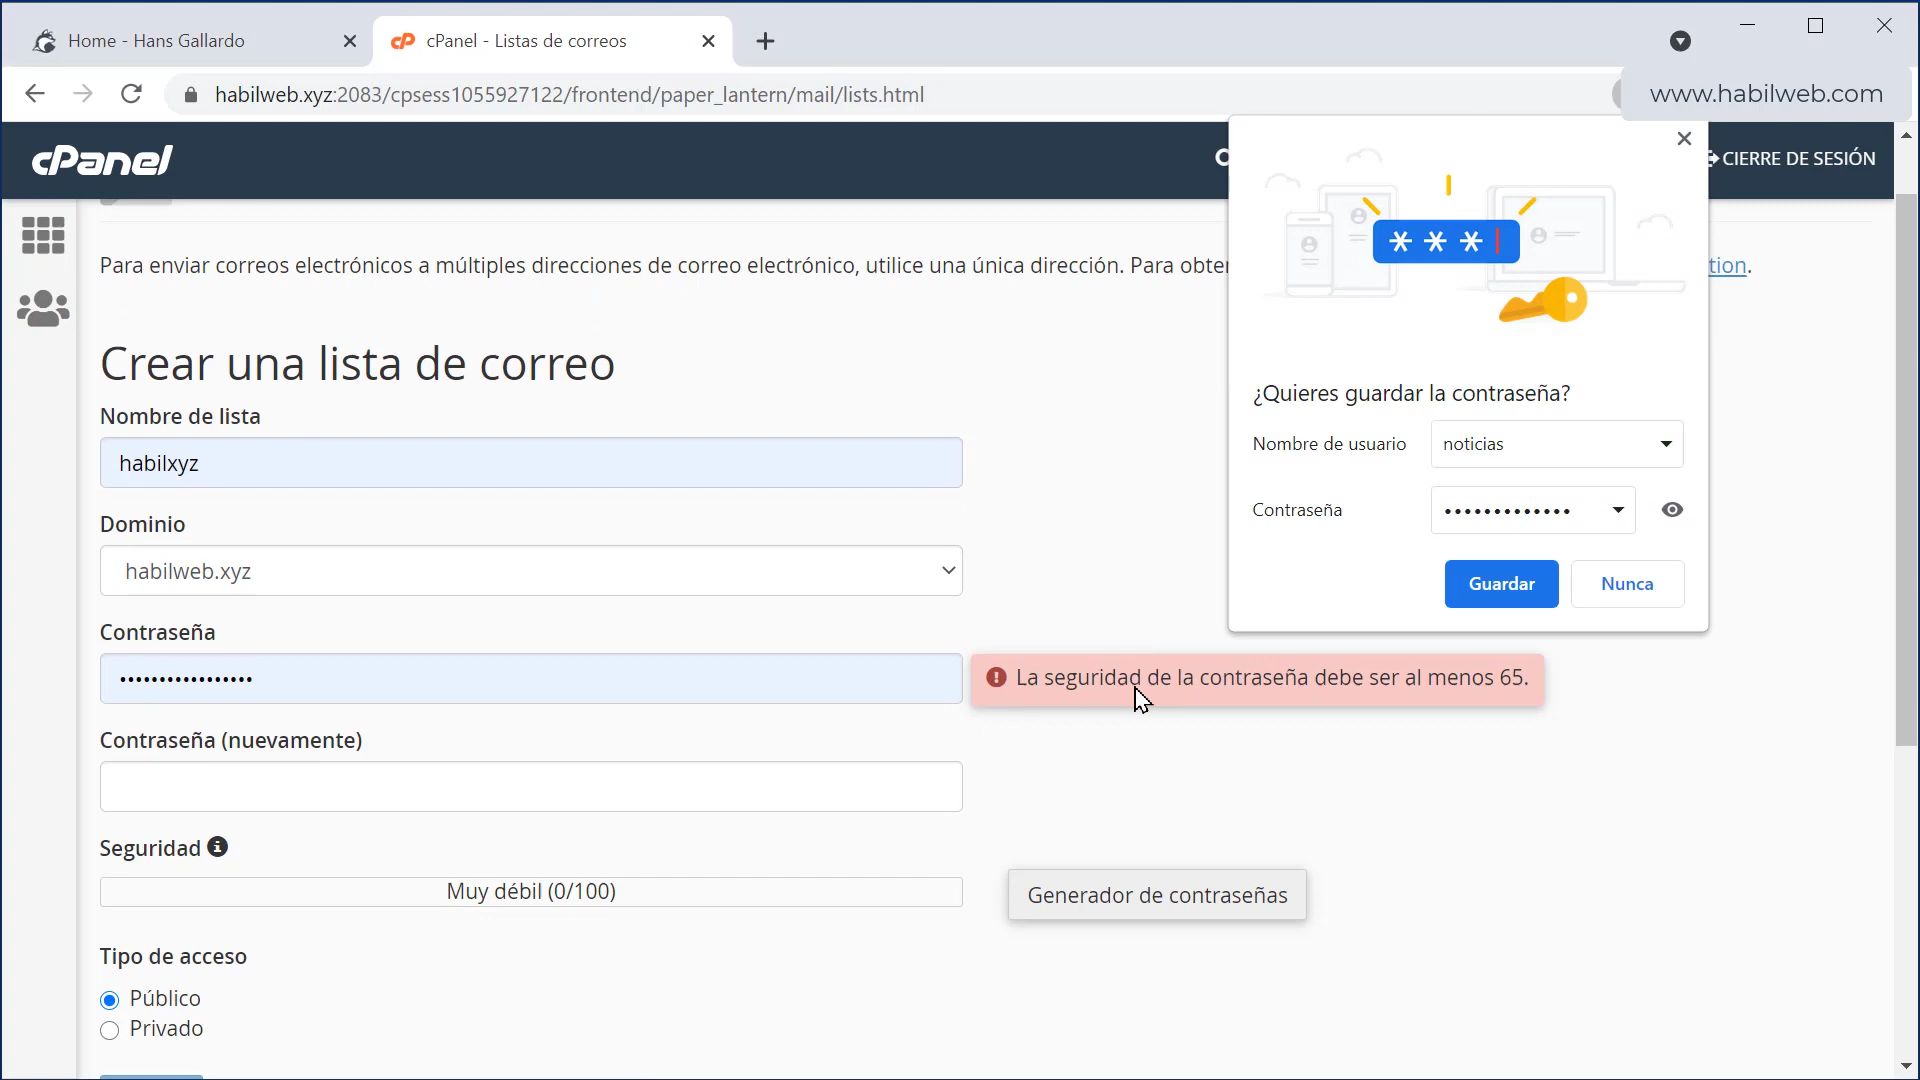 Home - Hans Gallardo
cPanel - Listas de correos
habilweb.xyz:2083/cpsess1055927122/frontend/paper_lantern/mail/lists.html
www.habilweb.com
cPanel
CIERRE DE SESIÓN
Para enviar correos electrónicos a múltiples direcciones de correo electrónico, utilice una única dirección. Para obter
tion.
* * *
Crear una lista de correo
¿Quieres guardar la contraseña?
Nombre de lista
Nombre de usuario
noticias
habilxyz
Contraseña
•••••••••••••
Dominio
habilweb.xyz
Guardar
Nunca
Contraseña
•••••••••••••••••
La seguridad de la contraseña debe ser al menos 65.
Contraseña (nuevamente)
Seguridad
Muy débil (0/100)
Generador de contraseñas
Tipo de acceso
Público
Privado